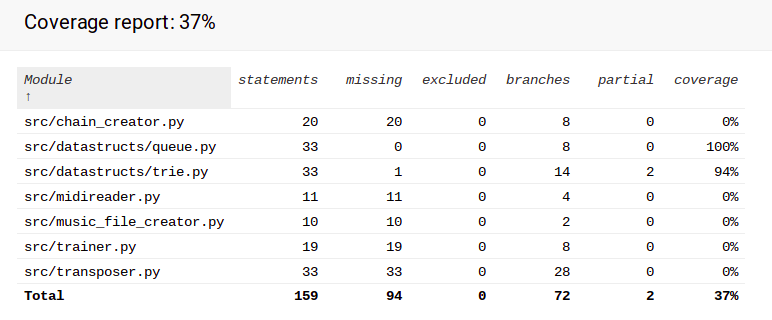 Coverage report: 37%
Module statements missing excluded branches partial coverage
↑
src/chain_creator.py 20 20 0 8 0 0%
src/datastructs/queue.py 33 0 0 8 0 100%
src/datastructs/trie.py 33 1 0 14 2 94%
src/midireader.py 11 11 0 4 0 0%
src/music_file_creator.py 10 10 0 2 0 0%
src/trainer.py 19 19 0 8 0 0%
src/transposer.py 33 33 0 28 0 0%
Total 159 94 0 72 2 37%